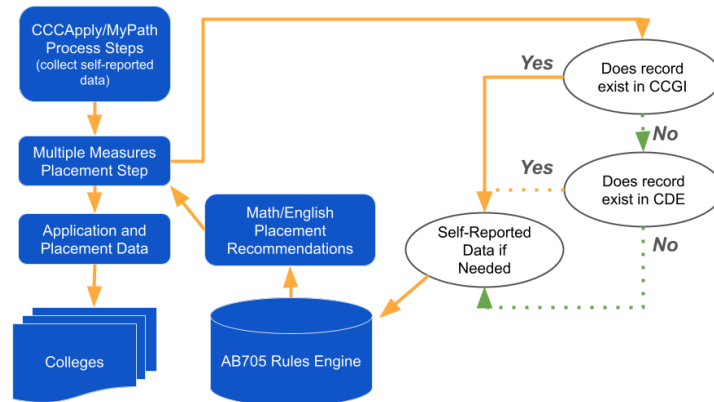 CCCApply/MyPath
Process Steps
(collect self-reported
data)
Yes
Does record
exist in CCGI
No
Multiple Measures
Placement Step
Yes
Does record
exist in CDE
Math/English
Placement
Recommendations
Application and
Placement Data
Self-Reported
Data if
Needed
No
Colleges
AB705 Rules Engine